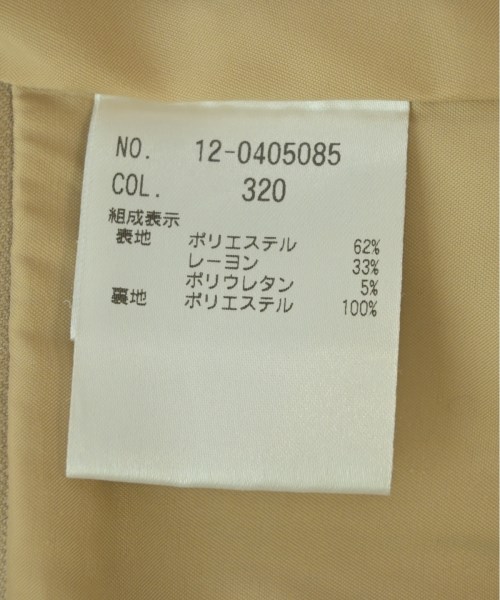 NO. 12-0405085
COL. 320
組成表示
表地 ポリエステル 62%
レーヨン 33%
ポリウレタン 5%
裏地 ポリエステル 100%